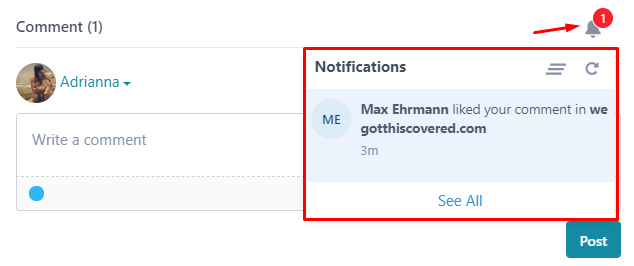 Comment (1)
1
Notifications
Adrianna
ME
Max Ehrmann liked your comment in we
gotthiscovered.com
3m
Write a comment
See All
Post